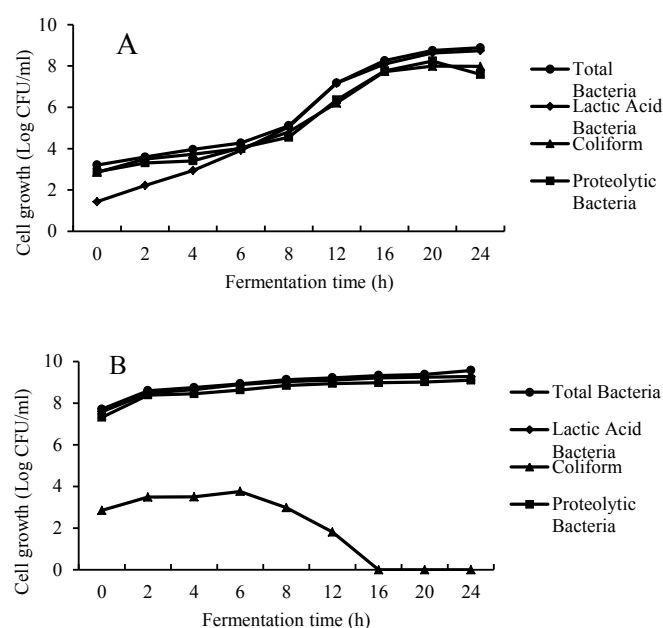 A
10
8
6
4
2
0
Cell growth (Log CFU/ml)
0 2 4 6 8 12 16 20 24
Fermentation time (h)
Total
Bacteria
Lactic Acid
Bacteria
Coliform
Proteolytic
Bacteria
B
10
8
6
4
2
0
Cell growth (Log CFU/ml)
0 2 4 6 8 12 16 20 24
Fermentation time (h)
Total Bacteria
Lactic Acid
Bacteria
Coliform
Proteolytic
Bacteria